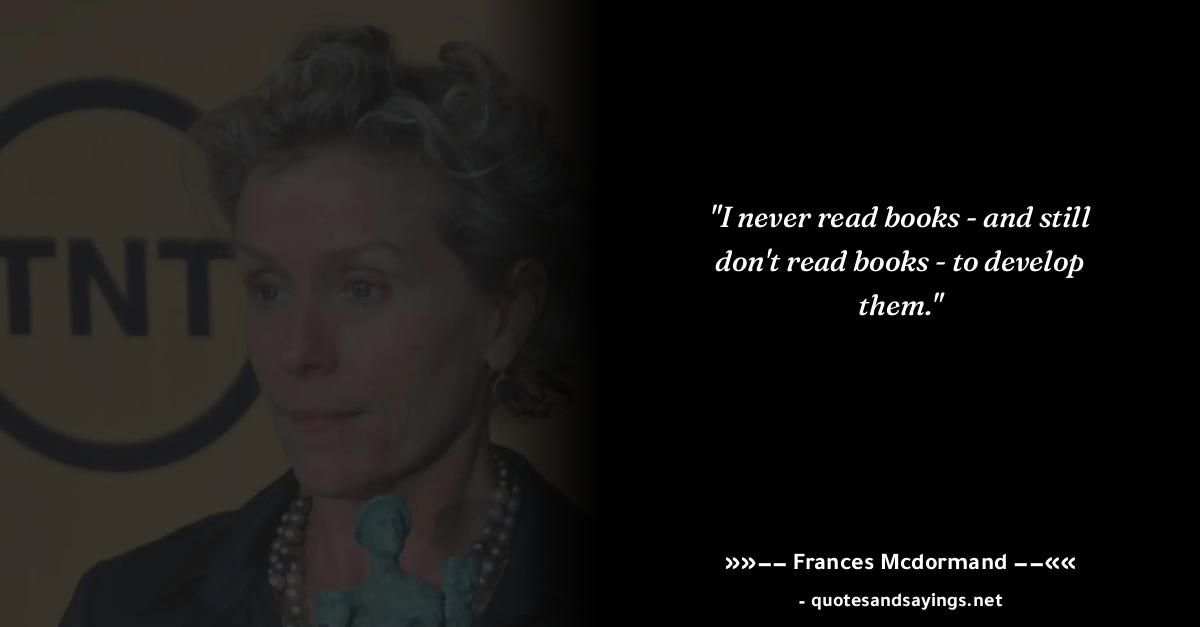 TNT
"I never read books - and still
don't read books - to develop
them."
»»−− Frances Mcdormand −−««
- quotesandsayings.net